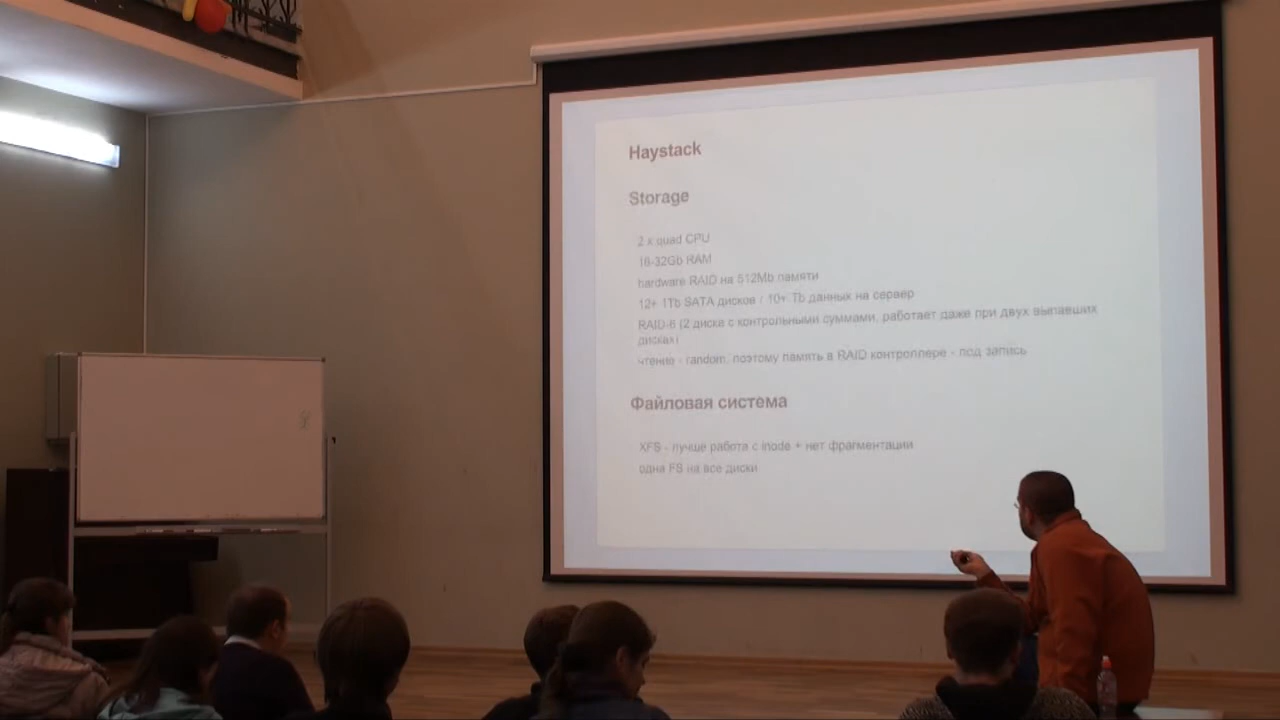 Haystack
Storage
2 x quad CPU
16-32Gb RAM
hardware RAID на 512Mb памяти
12+ 1Tb SATA дисков / 10+ Tb данных на сервер
RAID-6 (2 диска с контрольными суммами, работает даже при двух выпавших
дисках)
чтение - random, поэтому память в RAID контроллере - под запись
Файловая система
XFS - лучше работа с inode + нет фрагментации
одна FS на все диски